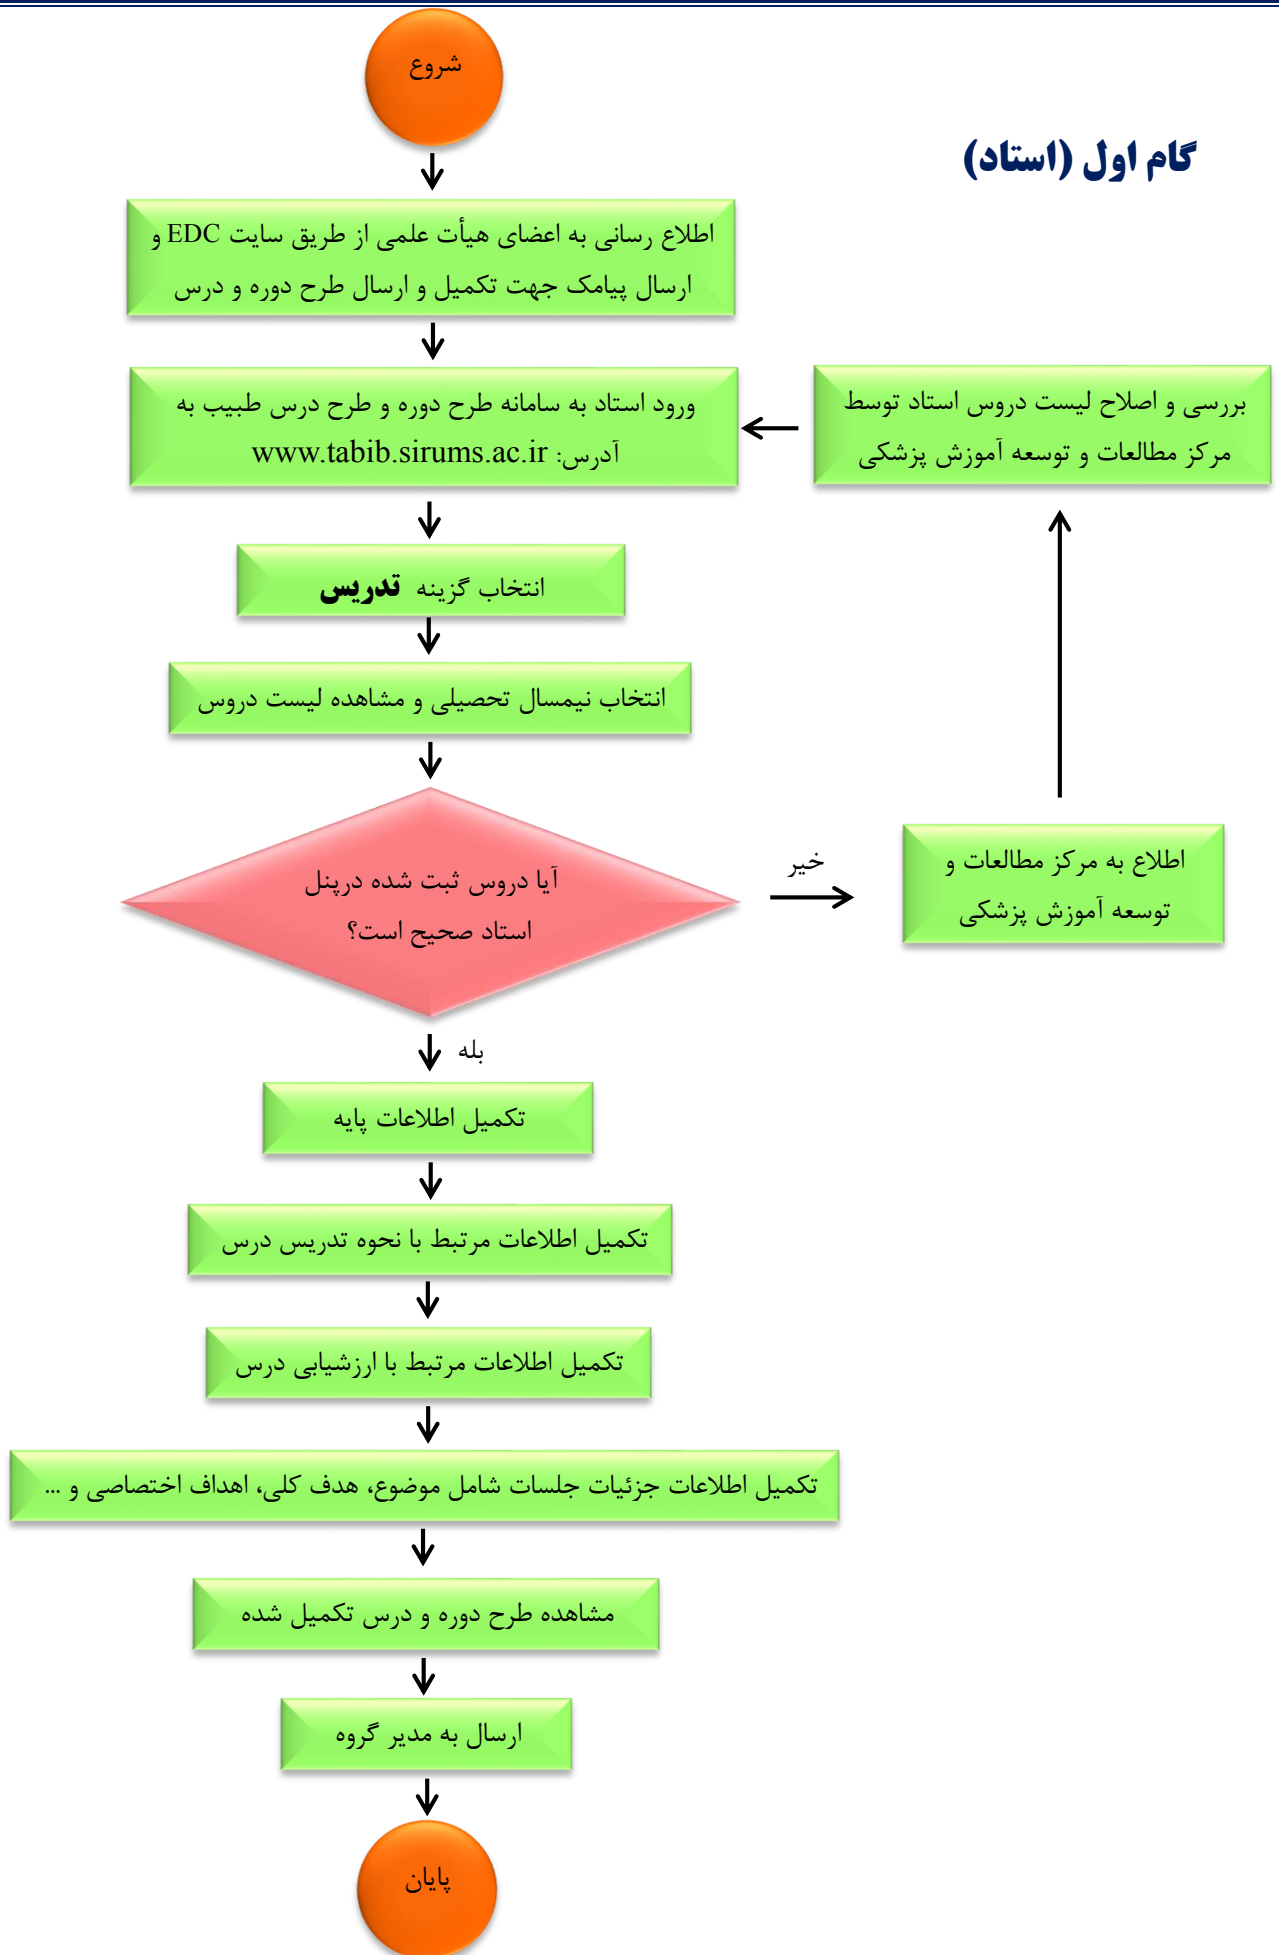 شروع
گام اول (استاد)
اطلاع رسانی به اعضای هیأت علمی از طریق سایت EDC و
ارسال پیامک جهت تکمیل و ارسال طرح دوره و درس
ورود استاد به سامانه طرح دوره و طرح درس طبیب به
آدرس: www.tabib.sirums.ac.ir
بررسی و اصلاح لیست دروس استاد توسط
مرکز مطالعات و توسعه آموزش پزشکی
انتخاب گزینه تدریس
انتخاب نیمسال تحصیلی و مشاهده لیست دروس
آیا دروس ثبت شده درپنل
استاد صحیح است؟
خیر
اطلاع به مرکز مطالعات و
توسعه آموزش پزشکی
بله
تکمیل اطلاعات پایه
تکمیل اطلاعات مرتبط با نحوه تدریس درس
تکمیل اطلاعات مرتبط با ارزشیابی درس
تکمیل اطلاعات جزئیات جلسات شامل موضوع، هدف کلی، اهداف اختصاصی و ...
مشاهده طرح دوره و درس تکمیل شده
ارسال به مدیر گروه
پایان